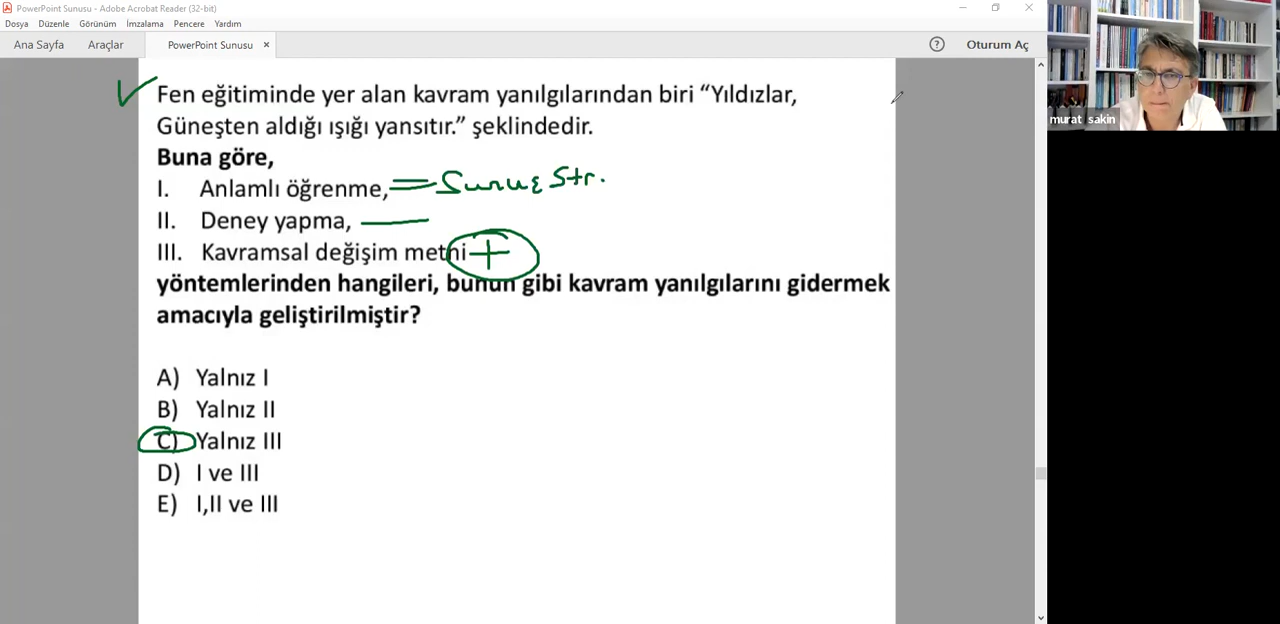 PowerPoint Sunusu - Adobe Acrobat Reader (32-bit)
Dosya Düzenle Görünüm İmzalama Pencere Yardım
Ana Sayfa Araçlar PowerPoint Sunusu × ? Oturum Aç
Fen eğitiminde yer alan kavram yanılgılarından biri “Yıldızlar,
Güneşten aldığı ışığı yansıtır.” şeklindedir.
Buna göre,
I. Anlamlı öğrenme, = Sunuş Str.
II. Deney yapma,
III. Kavramsal değişim metni +
yöntemlerinden hangileri, bunun gibi kavram yanılgılarını gidermek
amacıyla geliştirilmiştir?
A) Yalnız I
B) Yalnız II
C) Yalnız III
D) I ve III
E) I,II ve III
murat sakin